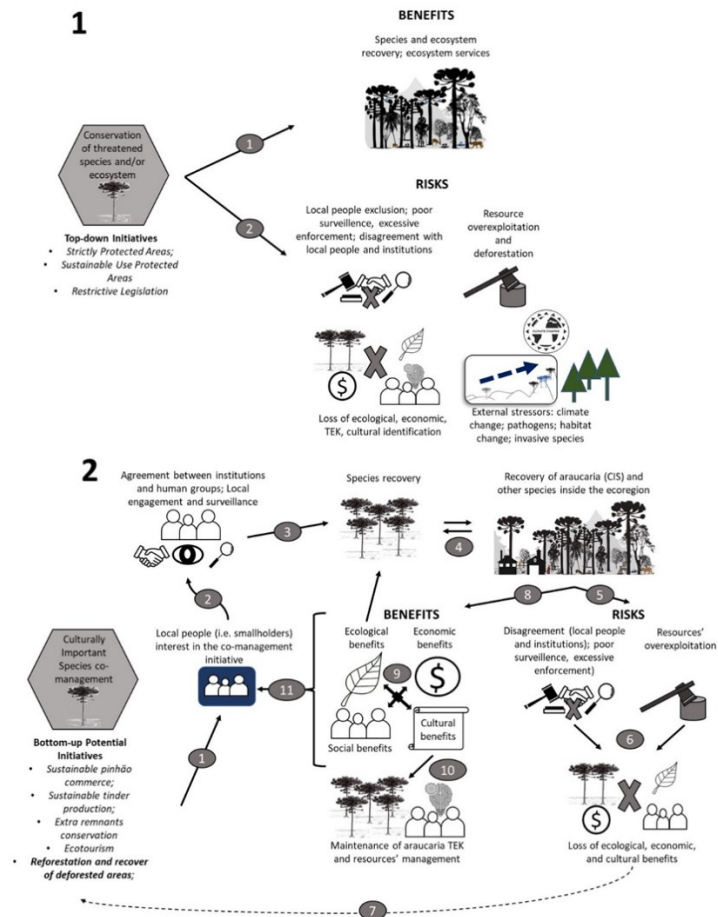 1
BENEFITS
Species and ecosystem
recovery; ecosystem services
1
Conservation
of threatened
species and/or
ecosystem
2
Top-down Initiatives
• Strictly Protected Areas;
• Sustainable Use Protected
Areas
• Restrictive Legislation
RISKS
Local people exclusion; poor
surveillence, excessive
enforcement; disagreement with
local people and institutions
Resource
overexploitation
and
deforestation
$
Loss of ecological, economic,
TEK, cultural identification
External stressors: climate
change; pathogens; habitat
change; invasive species
2
Agreement between institutions
and human groups; Local
engagement and surveillance
3
Species recovery
4
Recovery of araucaria (CIS) and
other species inside the ecoregion
2
Local people (i.e. smallholders)
interest in the co-management
initiative
11
Culturally
Important
Species co-
management
Bottom-up Potential
Initiatives
• Sustainable pinhão
commerce;
• Sustainable tinder
production;
• Extra remnants
conservation
• Ecotourism
• Reforestation and recover
of deforested areas;
1
8
5
BENEFITS
Ecological
benefits
Economic
benefits
9
$
Social benefits
Cultural
benefits
10
Maintenance of araucaria TEK
and resources' management
RISKS
Disagreement (local people
and institutions); poor
surveillance, excessive
enforcement)
Resources'
overexploitation
6
$
Loss of ecological, economic,
and cultural benefits
7